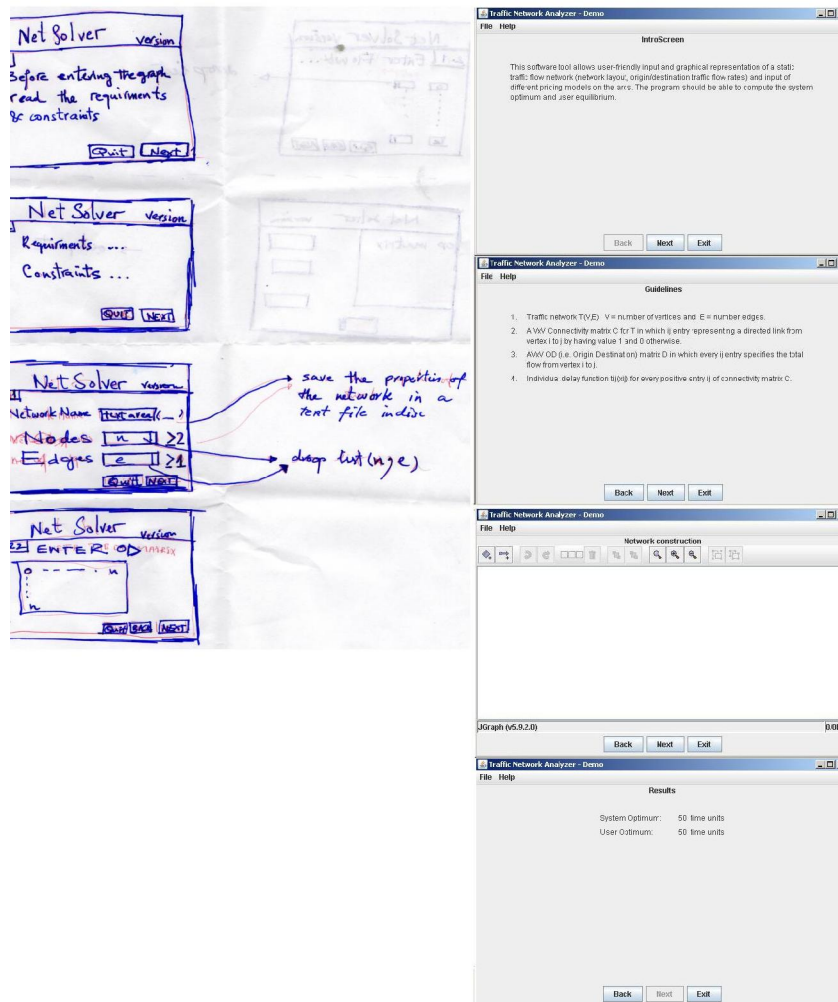 Net Solver version
Before entering the graph
read the requirments
& constraints
Quit Next
Net Solver version
Requirments ...
Constraints ...
QUIT NEXT
Net Solver version
Network Name text area (_)
Nodes n ≥2
Edges e ≥1
Quit NEXT
save the properties of
the network in a
text file in disc
drop list (n, e)
Net Solver version
ENTER OD MATRIX
0 - - - - . n
n
Quit BACK NEXT
Traffic Network Analyzer - Demo
File Help
IntroScreen
This software tool allows user-friendly input and graphical representation of a static
traffic flow network (network layout, origin/destination traffic flow rates) and input of
different pricing models on the arcs. The program should be able to compute the system
optimum and user equilibrium.
Back Next Exit
Traffic Network Analyzer - Demo
File Help
Guidelines
1. Traffic network T(V,E) V = number of vertices and E = number edges.
2. A VxV Connectivity matrix C for T in which ij entry representing a directed link from
vertex i to j by having value 1 and 0 otherwise.
3. A VxV OD (i.e. Origin Destination) matrix D in which every ij entry specifies the total
flow from vertex i to j.
4. Individual delay function tij(xij) for every positive entry ij of connectivity matrix C.
Back Next Exit
Traffic Network Analyzer - Demo
File Help
Network construction
JGraph (v5.9.2.0)
Back Next Exit
Traffic Network Analyzer - Demo
File Help
Results
System Optimum: 50 time units
User Optimum: 50 time units
Back Next Exit